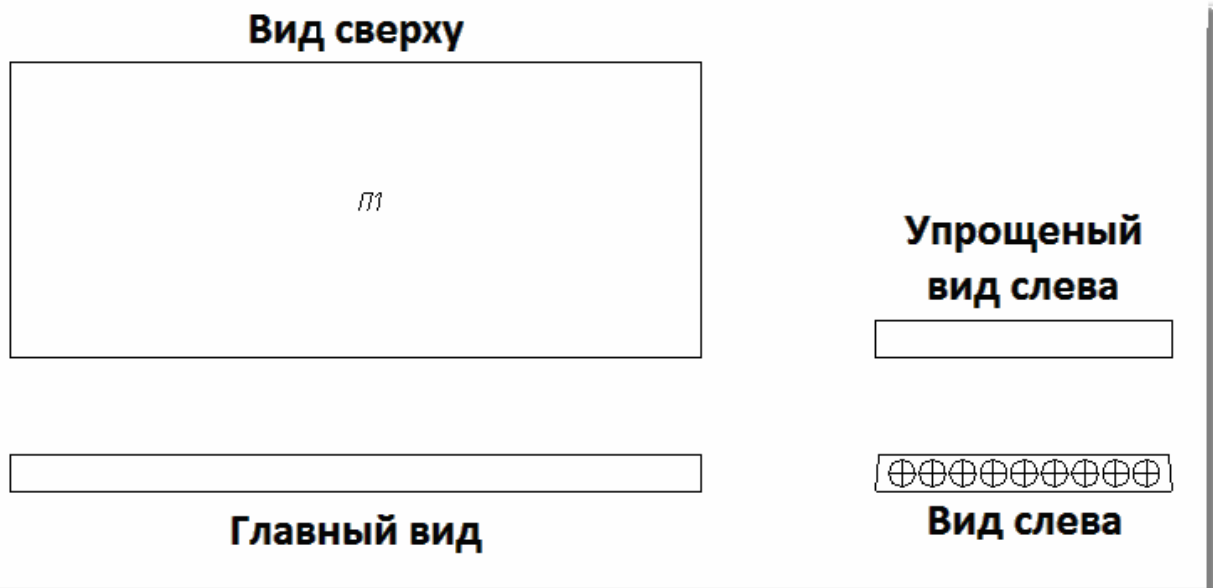 Вид сверху
П1
Упрощеный
вид слева
Главный вид
Вид слева